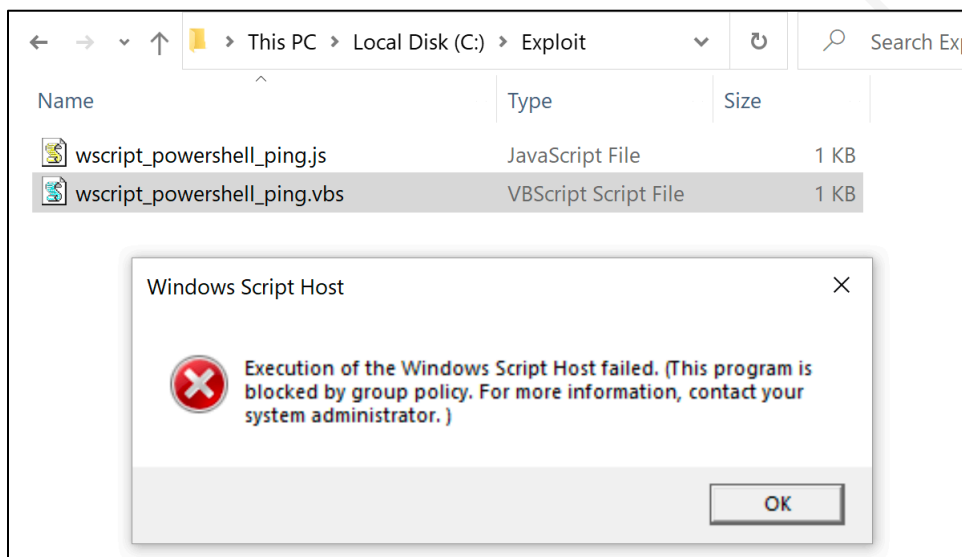 This PC > Local Disk (C:) > Exploit
Search Exp
Name Type Size
wscript_powershell_ping.js JavaScript File 1 KB
wscript_powershell_ping.vbs VBScript Script File 1 KB
Windows Script Host
Execution of the Windows Script Host failed. (This program is
blocked by group policy. For more information, contact your
system administrator. )
OK